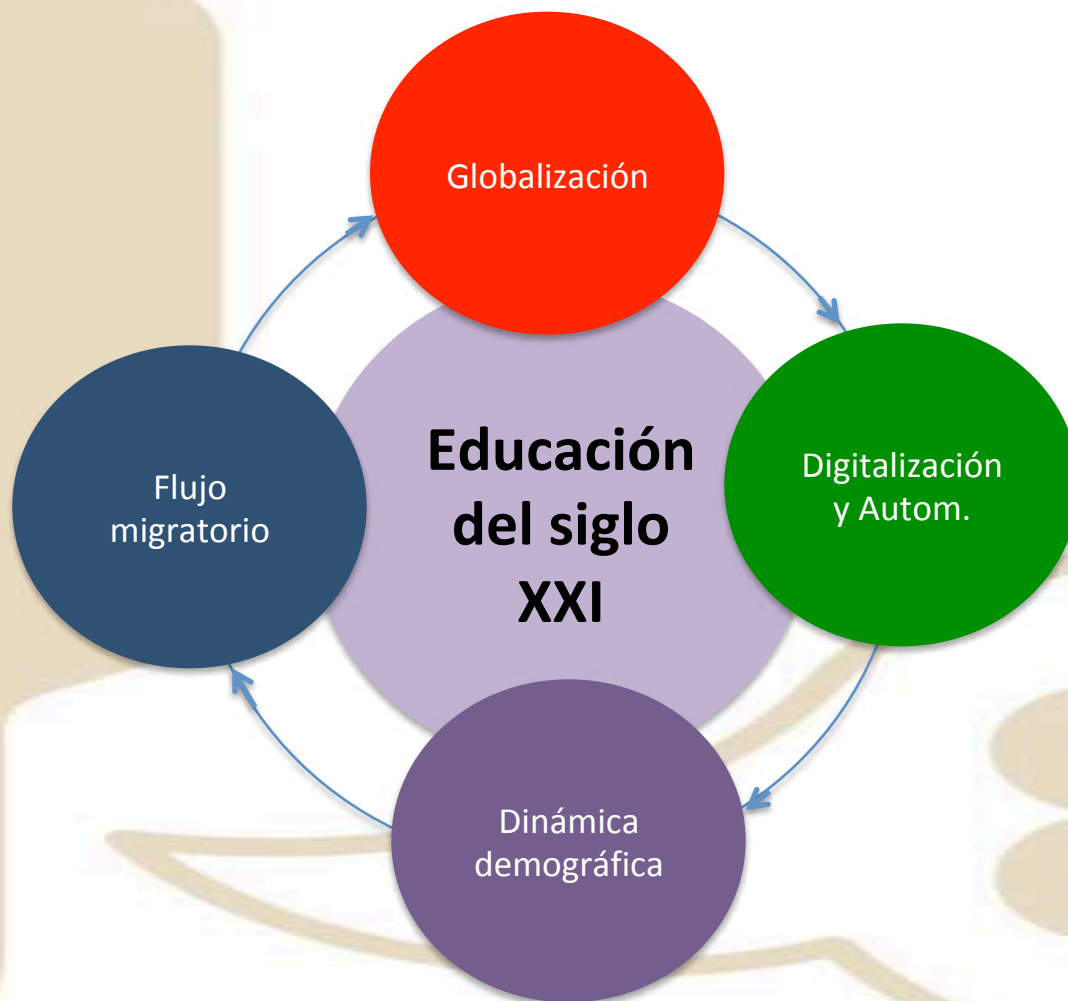 Globalización
Flujo
migratorio
Educación
del siglo
XXI
Digitalización
y Autom.
Dinámica
demográfica